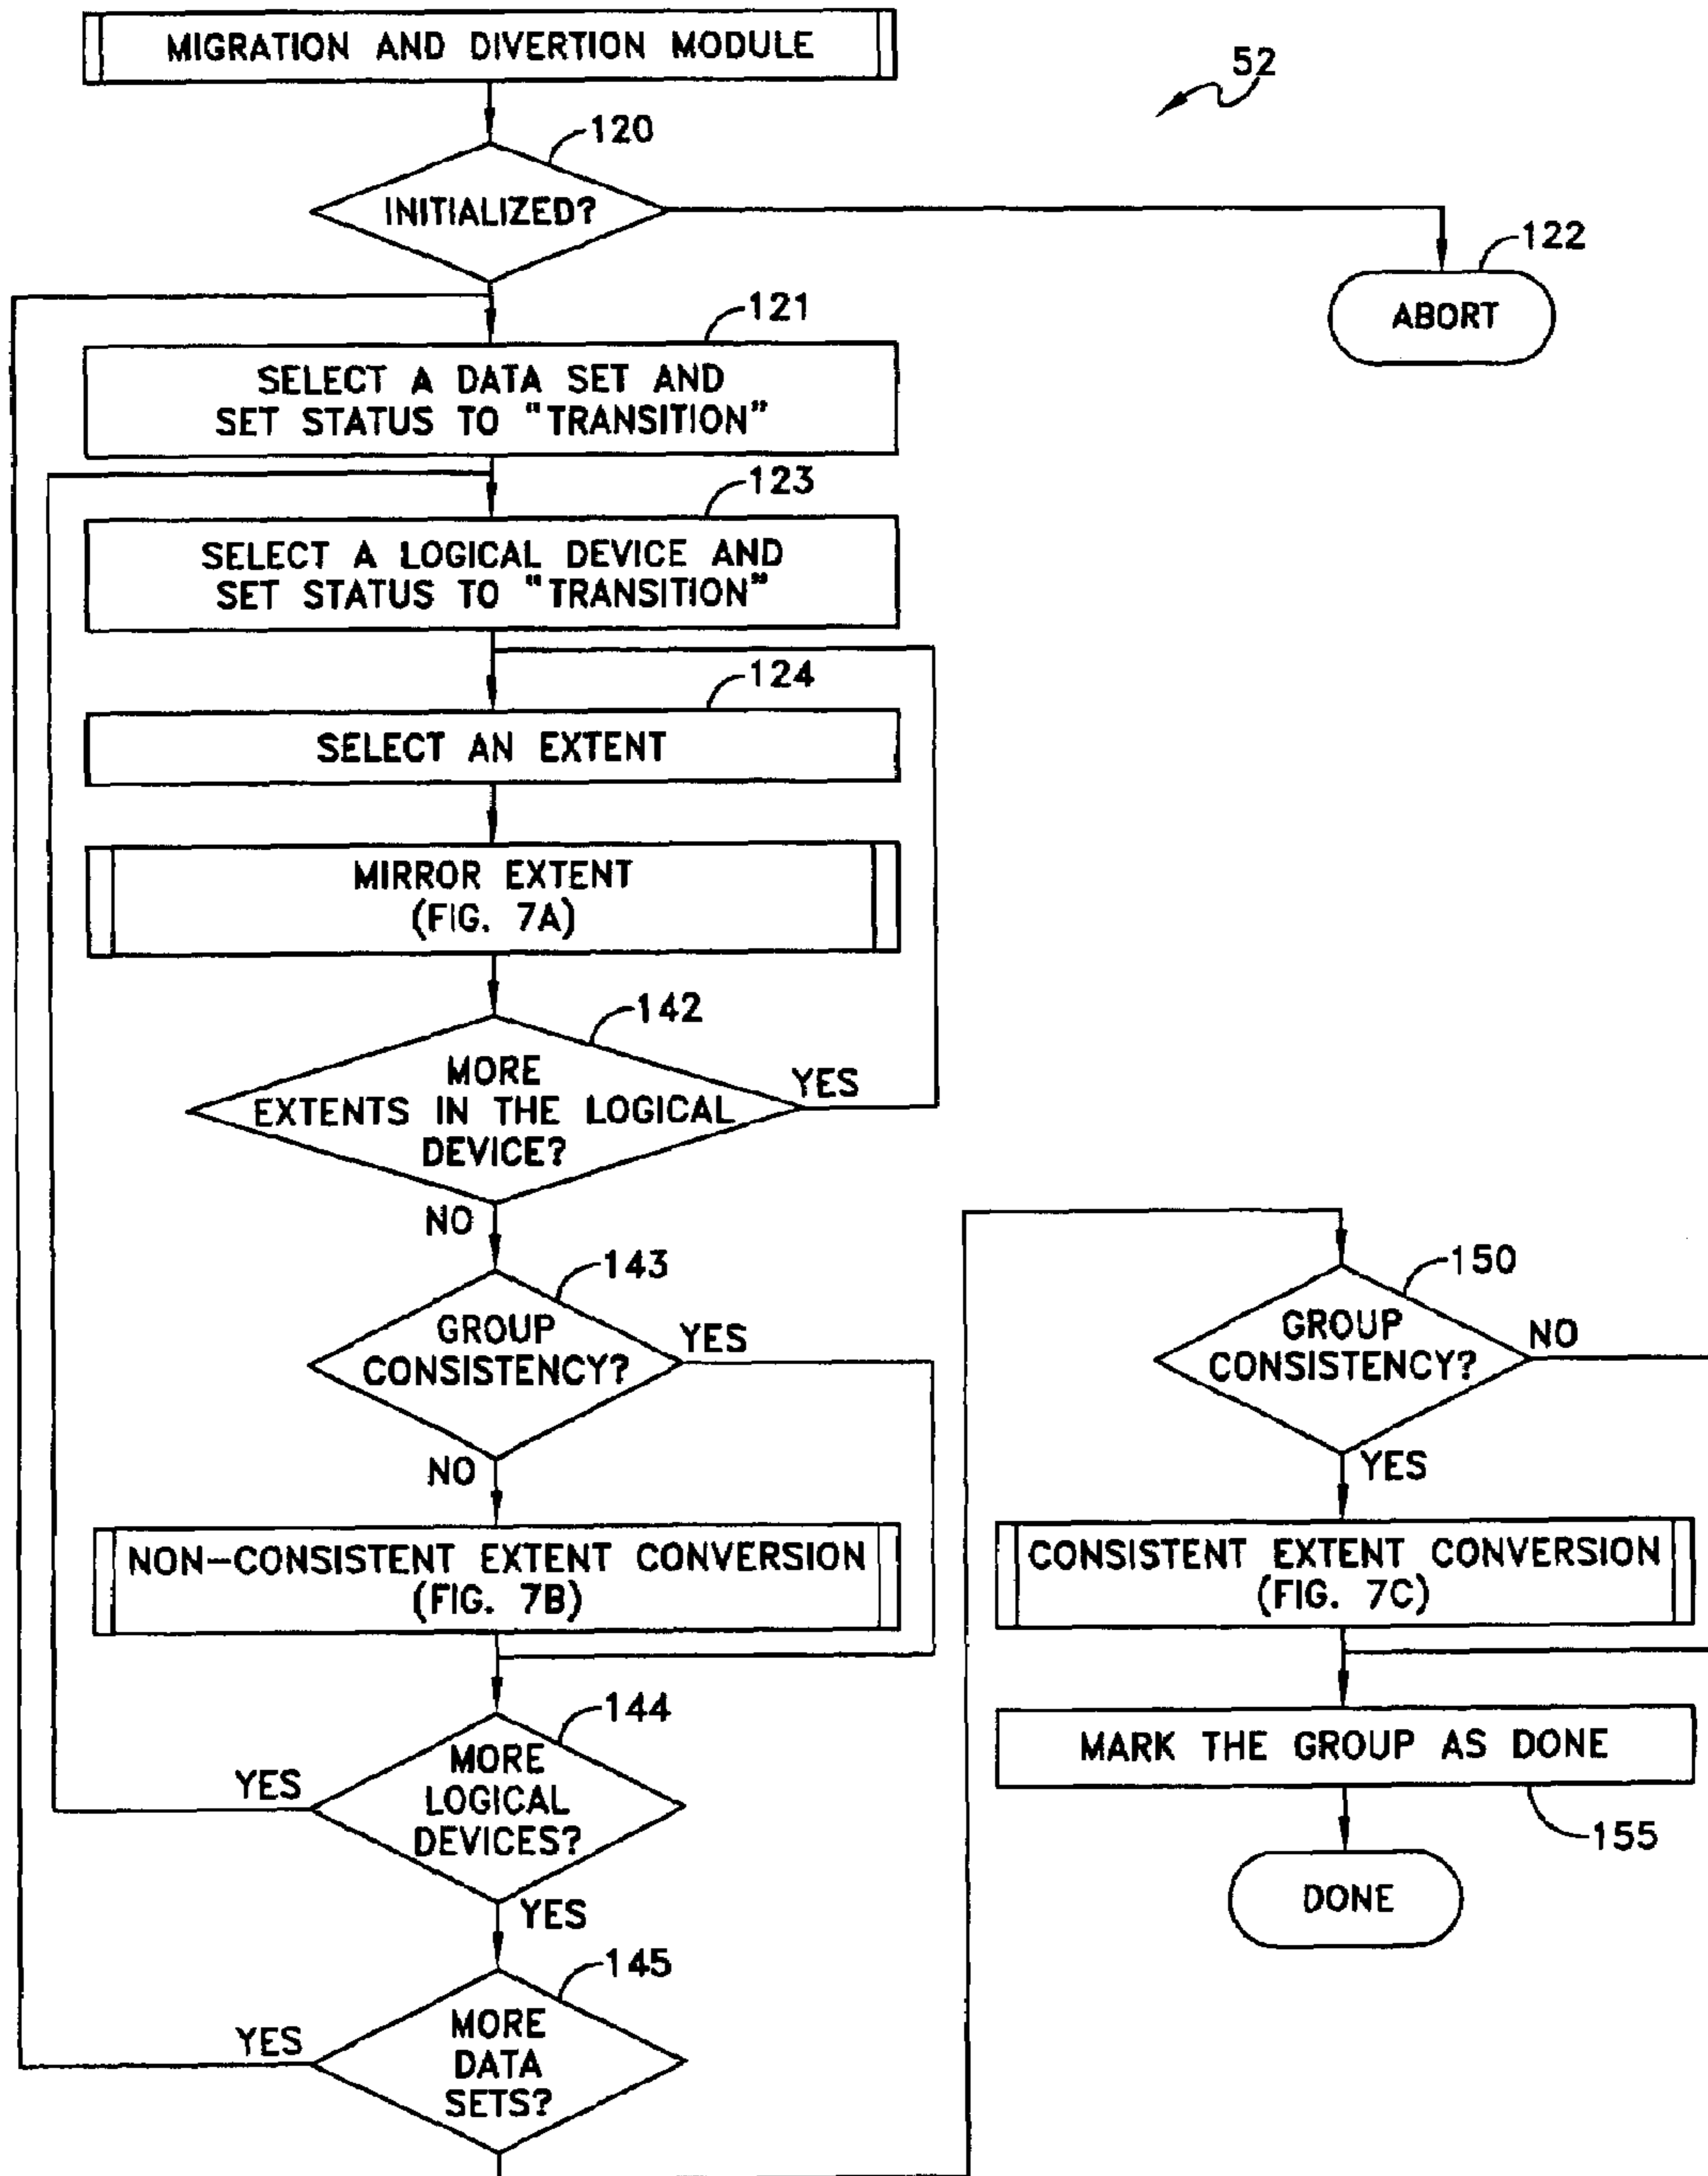 MIGRATION AND DIVERTION MODULE
52
120
INITIALIZED?
122
ABORT
121
SELECT A DATA SET AND
SET STATUS TO "TRANSITION"
123
SELECT A LOGICAL DEVICE AND
SET STATUS TO "TRANSITION"
124
SELECT AN EXTENT
MIRROR EXTENT
(FIG. 7A)
142
MORE
EXTENTS IN THE LOGICAL
DEVICE?
YES
NO
143
GROUP
CONSISTENCY?
YES
NO
NON-CONSISTENT EXTENT CONVERSION
(FIG. 7B)
144
MORE
LOGICAL
DEVICES?
YES
YES
145
MORE
DATA
SETS?
YES
150
GROUP
CONSISTENCY?
NO
YES
CONSISTENT EXTENT CONVERSION
(FIG. 7C)
MARK THE GROUP AS DONE
155
DONE